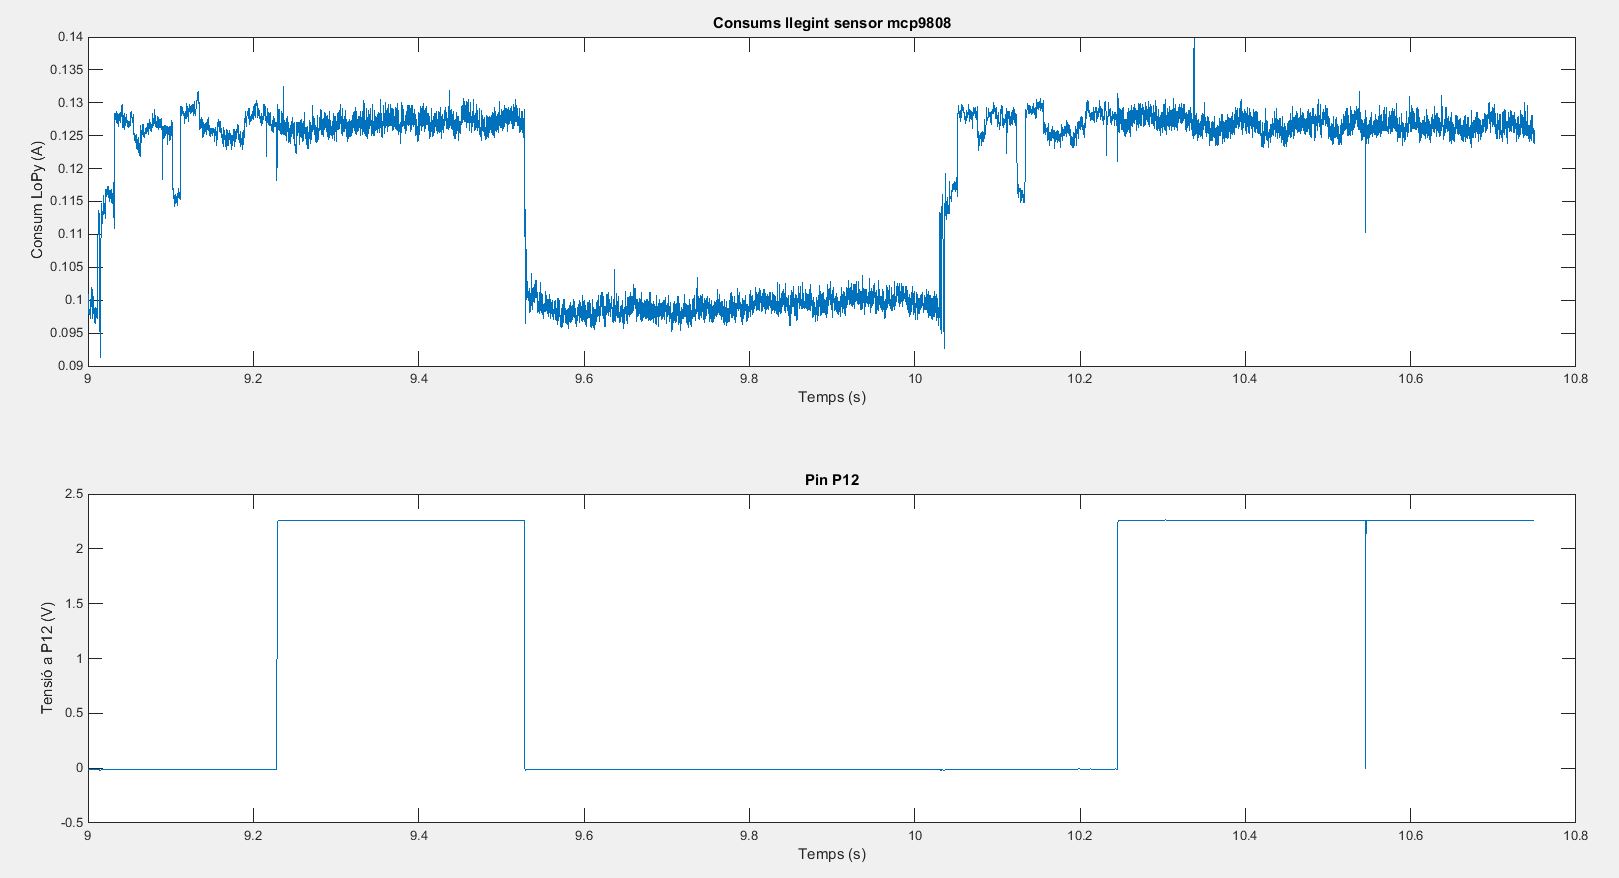 Consums llegint sensor mcp9808
0.14
0.135
0.13
0.125
0.12
0.115
0.11
0.105
0.1
0.095
0.09
Consum LoPy (A)
9 9.2 9.4 9.6 9.8 10 10.2 10.4 10.6 10.8
Temps (s)
Pin P12
2.5
2
1.5
1
0.5
0
-0.5
Tensió a P12 (V)
9 9.2 9.4 9.6 9.8 10 10.2 10.4 10.6 10.8
Temps (s)